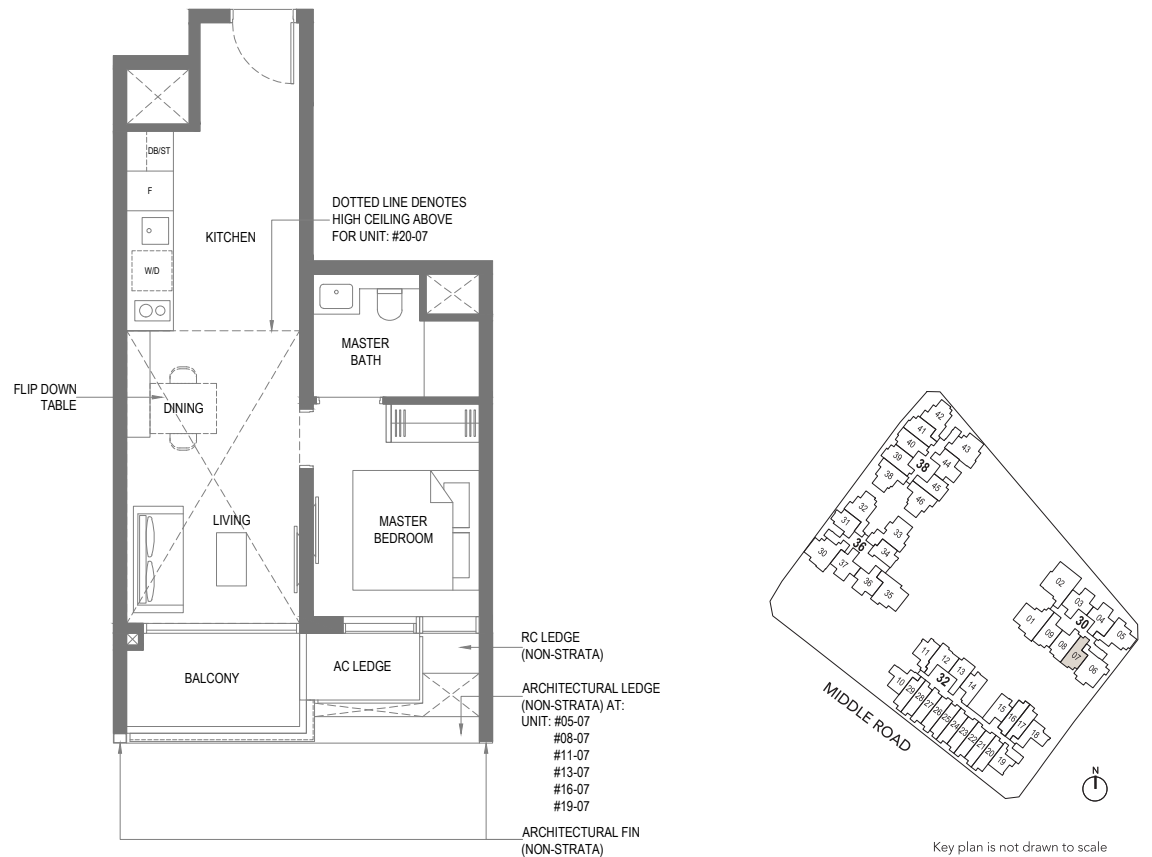 DB/ST
F
KITCHEN
W/D
DOTTED LINE DENOTES
HIGH CEILING ABOVE
FOR UNIT: #20-07
MASTER
BATH
FLIP DOWN
TABLE
DINING
LIVING
MASTER
BEDROOM
BALCONY
AC LEDGE
RC LEDGE
(NON-STRATA)
ARCHITECTURAL LEDGE
(NON-STRATA) AT:
UNIT: #05-07
#08-07
#11-07
#13-07
#16-07
#19-07
ARCHITECTURAL FIN
(NON-STRATA)
42
41
43
40
39
38
44
38
45
46
32
31
33
36
34
30
37
36
35
02
03
04
30
05
01
09
08
07
06
11
12
13
32
14
10
29
28
27
26
25
24
23
22
21
20
19
15
16
17
18
MIDDLE ROAD
N
Key plan is not drawn to scale